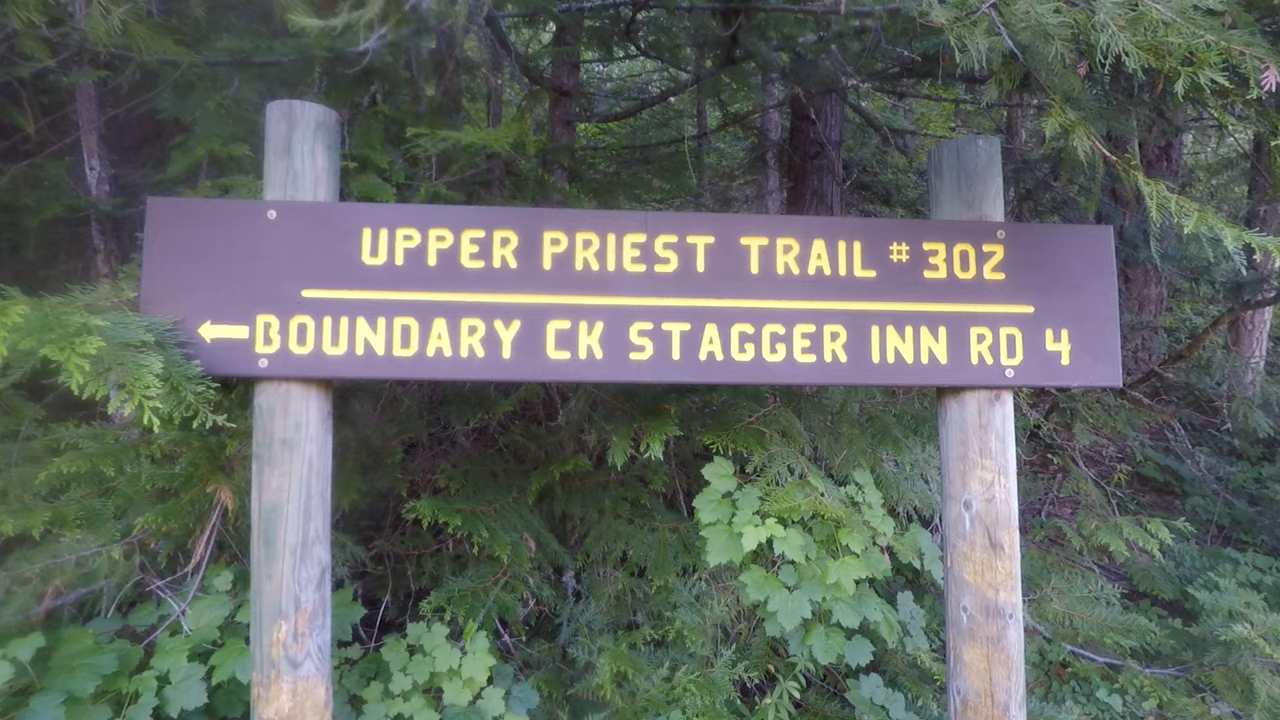 UPPER PRIEST TRAIL # 302
←BOUNDARY CK STAGGER INN RD 4